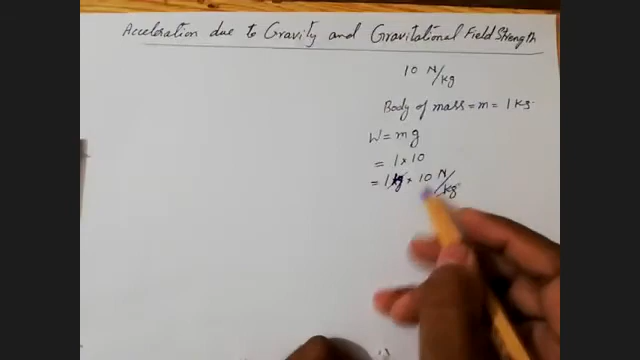 Acceleration due to Gravity and Gravitational Field Strength
10 N/kg
Body of mass = m = 1 kg.
W = mg
= 1 × 10
= 1 kg × 10 N/kg